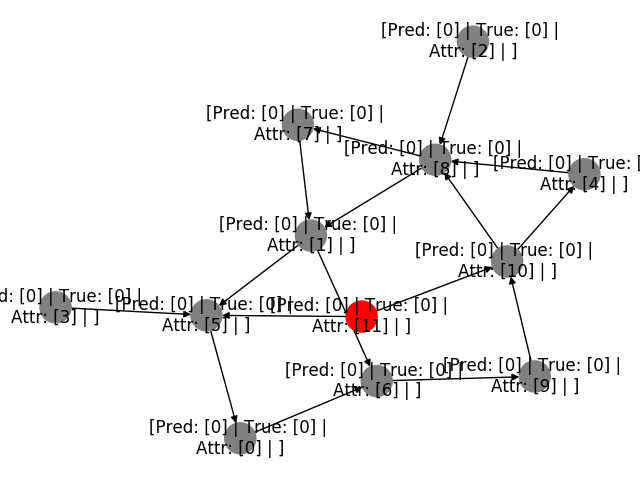 [Pred: [0] | True: [0] |
Attr: [2] | ]
[Pred: [0] | True: [0] |
Attr: [7] | ]
[Pred: [0] | True: [0] |
Attr: [8] | ]
[Pred: [0] | True: [
Attr: [4] | ]
[Pred: [0] | True: [0] |
Attr: [1] | ]
[Pred: [0] | True: [0] |
Attr: [10] | ]
d: [0] | True: [0] |
Attr: [3] | ]
[Pred: [0] | True: [0] |
Attr: [5] | ]
[Pred: [0] | True: [0] |
Attr: [11] | ]
[Pred: [0] | True: [0] |
Attr: [6] | ]
[Pred: [0] | True: [0] |
Attr: [9] | ]
[Pred: [0] | True: [0] |
Attr: [0] | ]